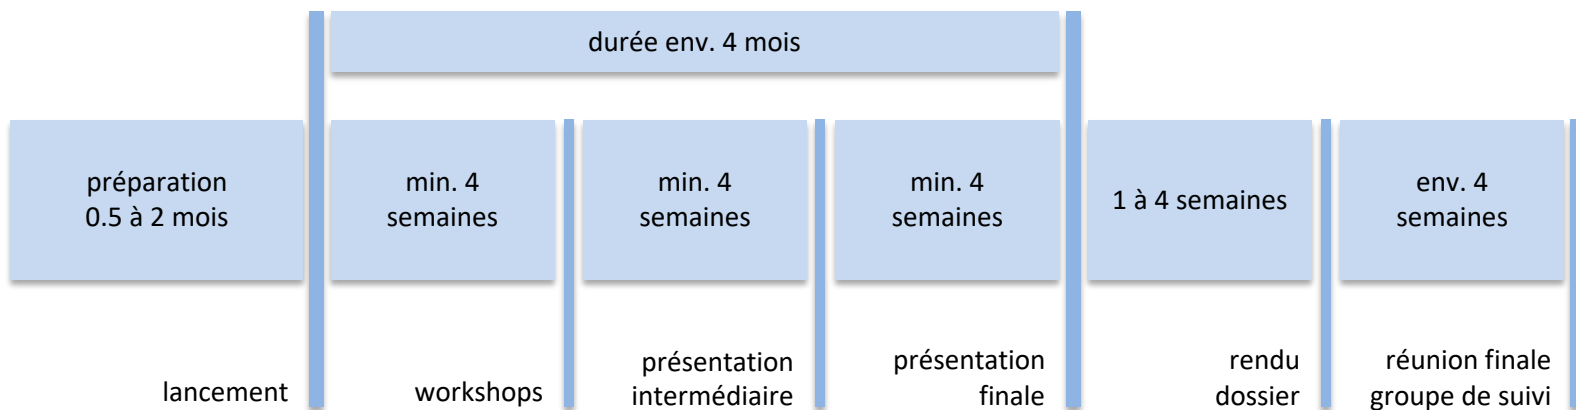 durée env. 4 mois
préparation
0.5 à 2 mois
min. 4
semaines
min. 4
semaines
min. 4
semaines
1 à 4 semaines
env. 4
semaines
lancement
workshops
présentation
intermédiaire
présentation
finale
rendu
dossier
réunion finale
groupe de suivi